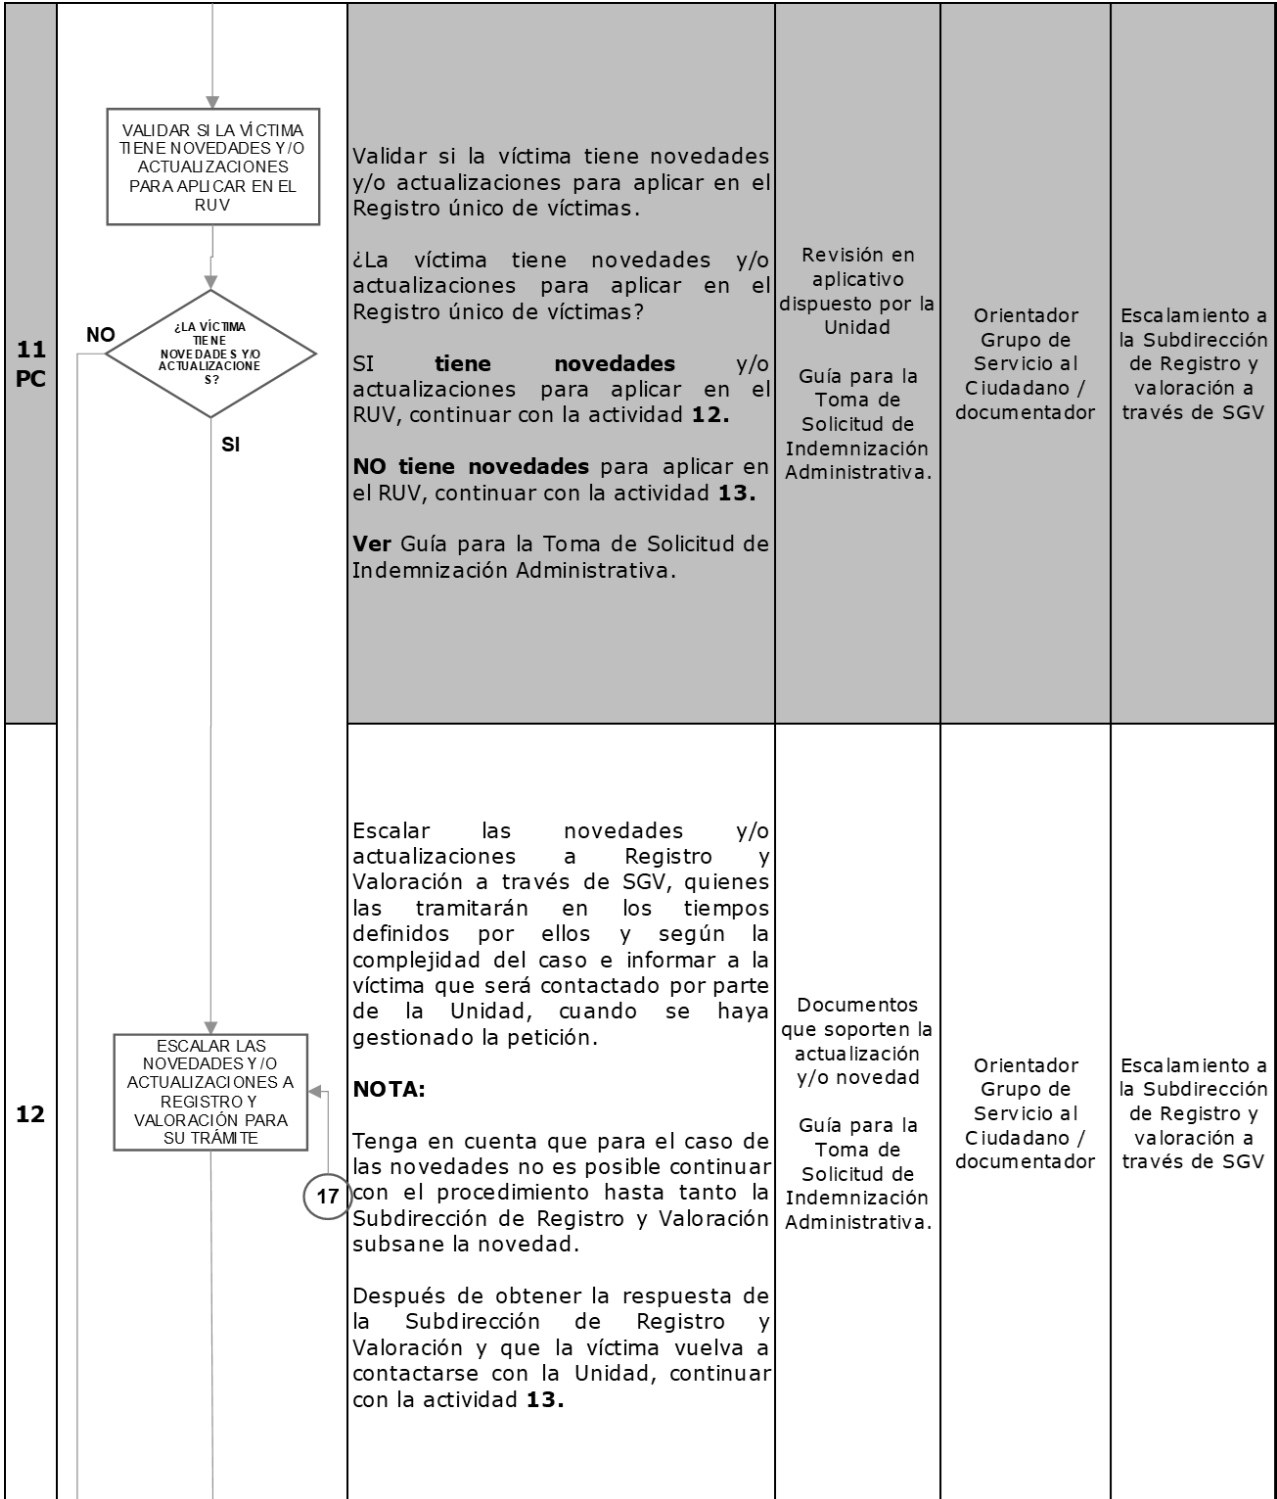 11
PC
VALIDAR SI LA VÍCTIMA
TIENE NOVEDADES Y/O
ACTUALIZACIONES
PARA APLICAR EN EL
RUV
NO
¿LA VÍCTIMA
TIENE
NOVEDADES Y/O
ACTUALIZACIONE
S?
SI
Validar si la víctima tiene novedades
y/o actualizaciones para aplicar en el
Registro único de víctimas.
¿La víctima tiene novedades y/o
actualizaciones para aplicar en el
Registro único de víctimas?
SI tiene novedades y/o
actualizaciones para aplicar en el
RUV, continuar con la actividad 12.
NO tiene novedades para aplicar en
el RUV, continuar con la actividad 13.
Ver Guía para la Toma de Solicitud de
Indemnización Administrativa.
Revisión en
aplicativo
dispuesto por la
Unidad
Guía para la
Toma de
Solicitud de
Indemnización
Administrativa.
Orientador
Grupo de
Servicio al
Ciudadano /
documentador
Escalamiento a
la Subdirección
de Registro y
valoración a
través de SGV
12
ESCALAR LAS
NOVEDADES Y/O
ACTUALIZACIONES A
REGISTRO Y
VALORACIÓN PARA
SU TRÁMITE
17
Escalar las novedades y/o
actualizaciones a Registro y
Valoración a través de SGV, quienes
las tramitarán en los tiempos
definidos por ellos y según la
complejidad del caso e informar a la
víctima que será contactado por parte
de la Unidad, cuando se haya
gestionado la petición.
NOTA:
Tenga en cuenta que para el caso de
las novedades no es posible continuar
con el procedimiento hasta tanto la
Subdirección de Registro y Valoración
subsane la novedad.
Después de obtener la respuesta de
la Subdirección de Registro y
Valoración y que la víctima vuelva a
contactarse con la Unidad, continuar
con la actividad 13.
Documentos
que soporten la
actualización
y/o novedad
Guía para la
Toma de
Solicitud de
Indemnización
Administrativa.
Orientador
Grupo de
Servicio al
Ciudadano /
documentador
Escalamiento a
la Subdirección
de Registro y
valoración a
través de SGV